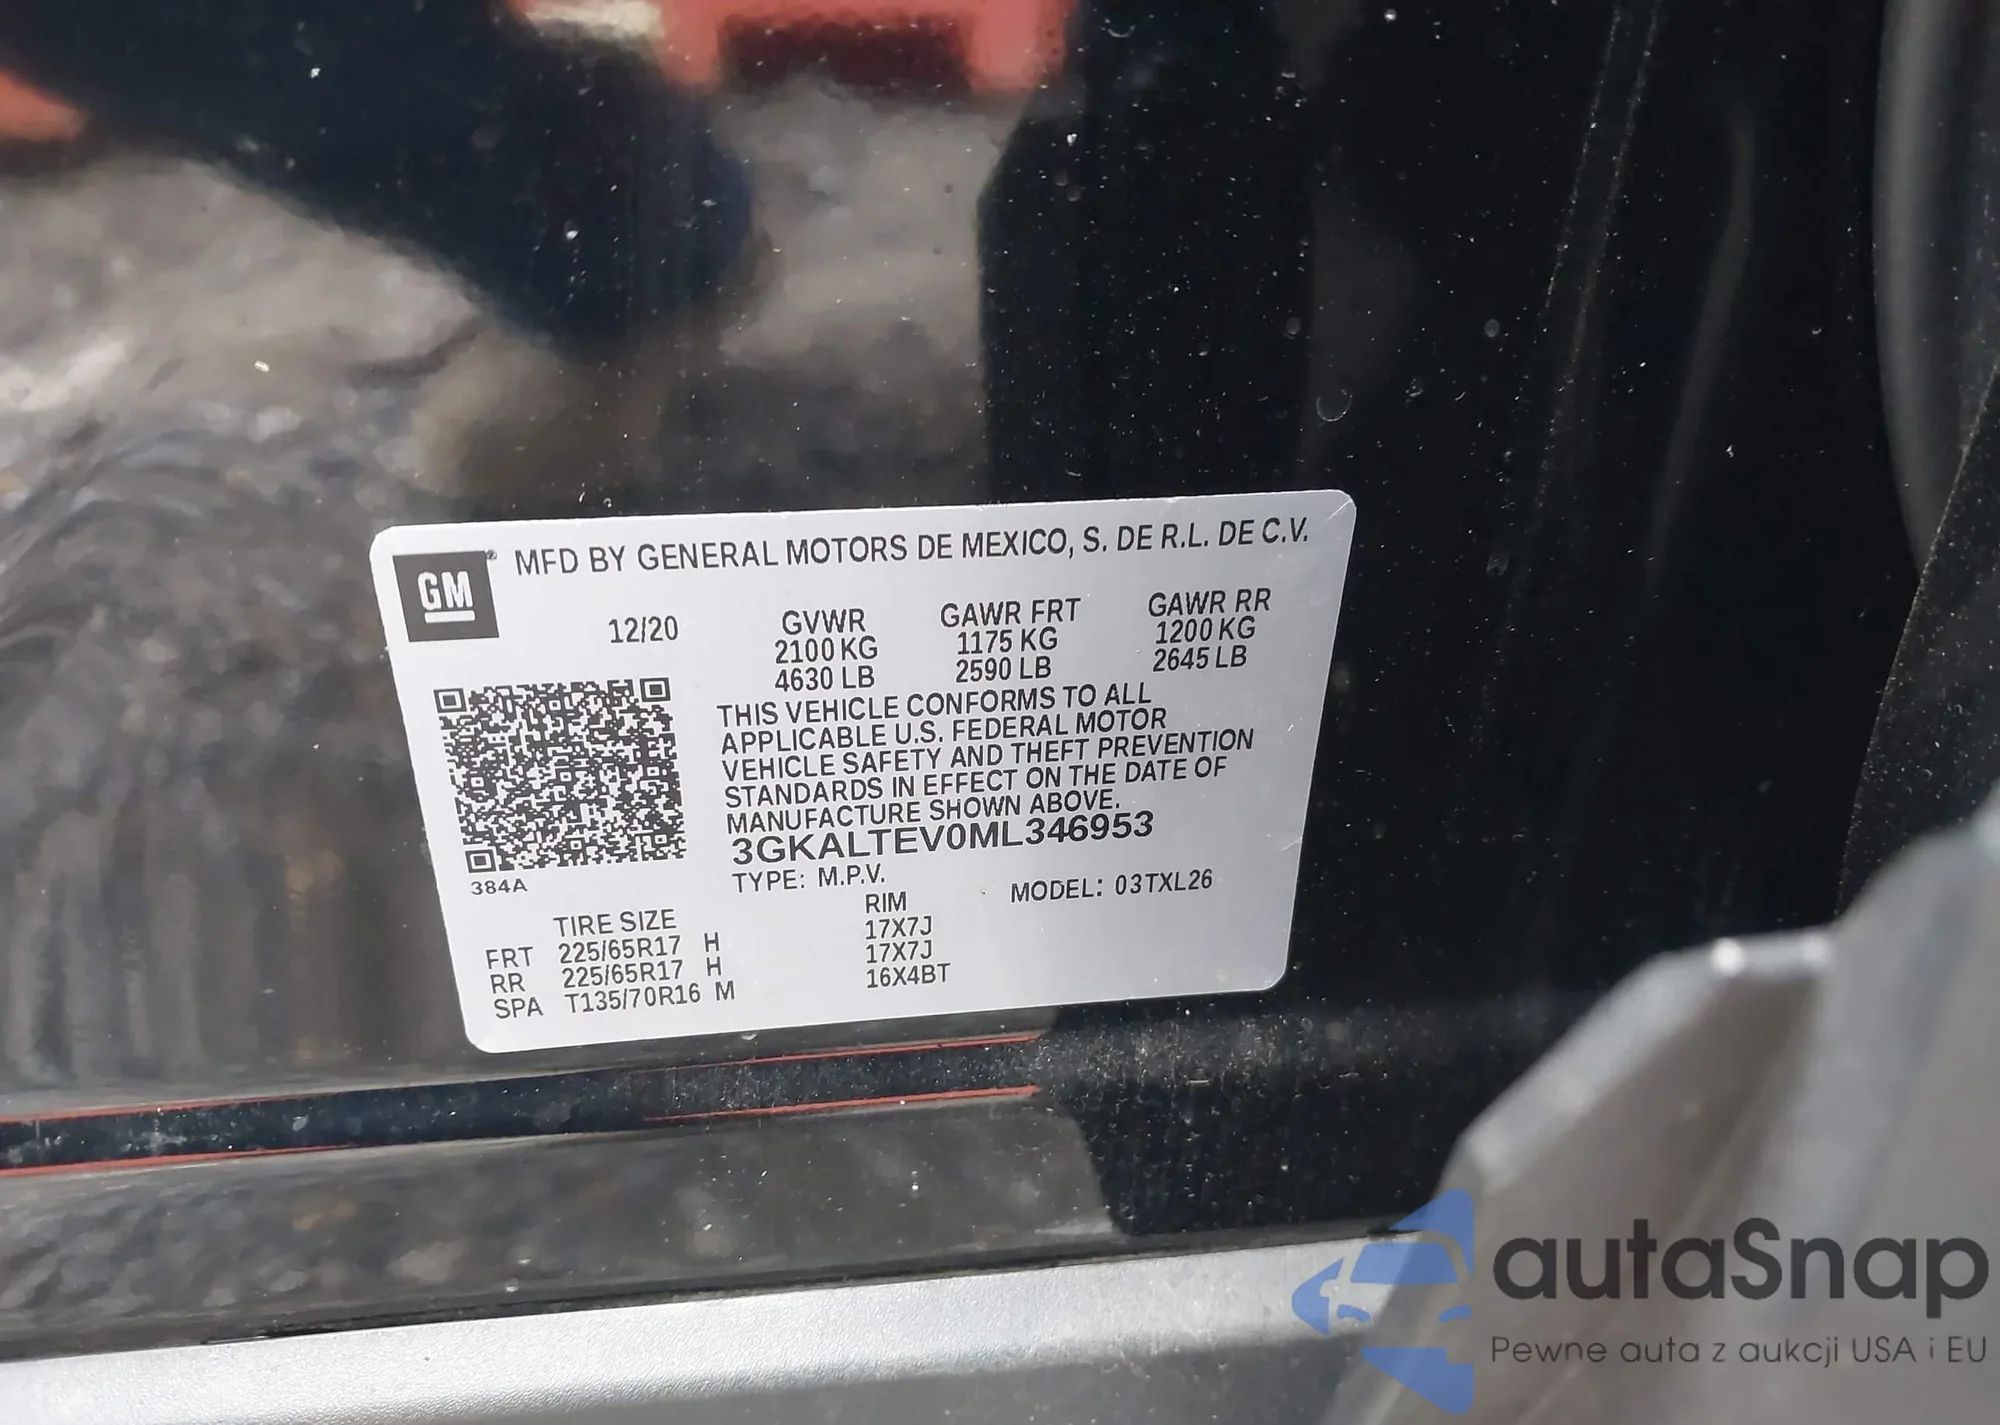 GM
MFD BY GENERAL MOTORS DE MEXICO, S. DE R.L. DE C.V.
12/20 GVWR GAWR FRT GAWR RR
2100 KG 1175 KG 1200 KG
4630 LB 2590 LB 2645 LB
THIS VEHICLE CONFORMS TO ALL
APPLICABLE U.S. FEDERAL MOTOR
VEHICLE SAFETY AND THEFT PREVENTION
STANDARDS IN EFFECT ON THE DATE OF
MANUFACTURE SHOWN ABOVE.
3GKALTEV0ML346953
384A
TYPE: M.P.V. MODEL: 03TXL26
TIRE SIZE RIM
FRT 225/65R17 H 17X7J
RR 225/65R17 H 17X7J
SPA T135/70R16 M 16X4BT
autaSnap
Pewne auta z aukcji USA i EU